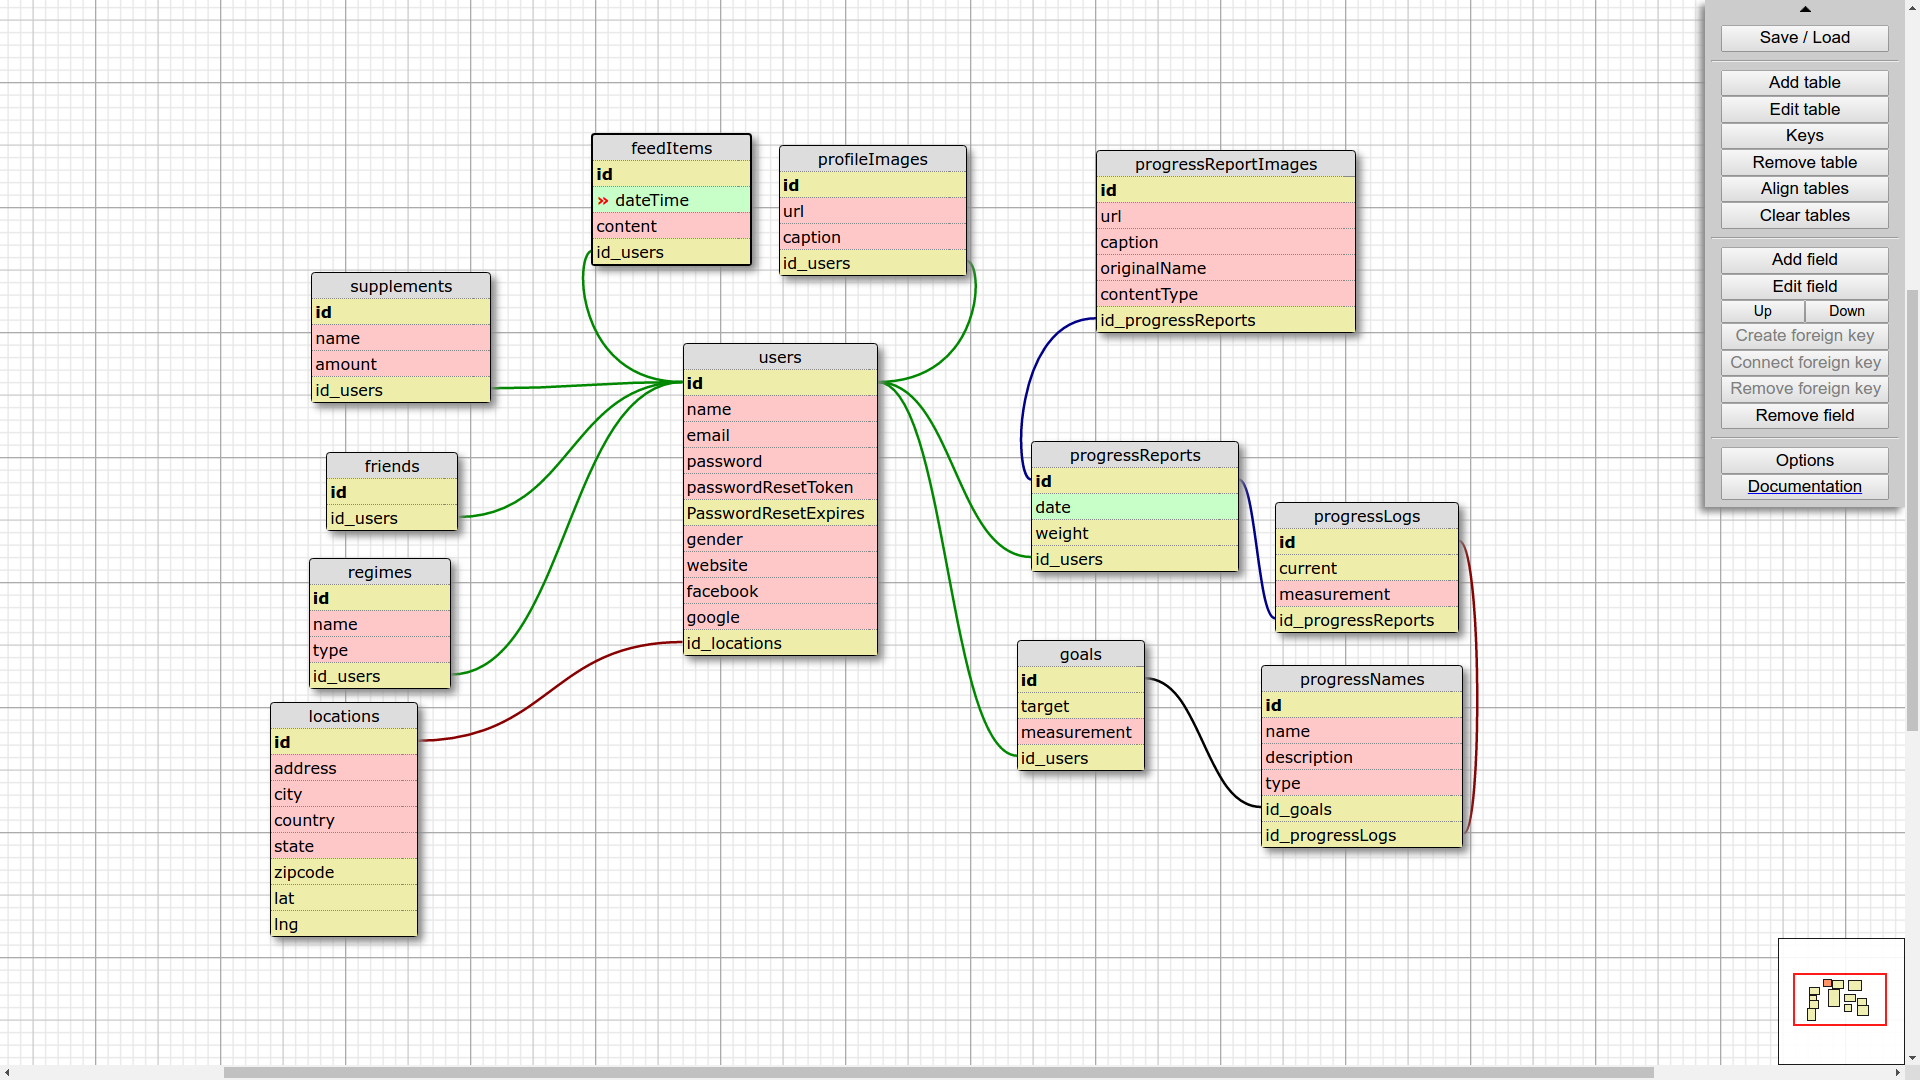 feedItems
id
» dateTime
content
id_users
profileImages
id
url
caption
id_users
progressReportImages
id
url
caption
originalName
contentType
id_progressReports
supplements
id
name
amount
id_users
users
id
name
email
password
passwordResetToken
PasswordResetExpires
gender
website
facebook
google
id_locations
friends
id
id_users
regimes
id
name
type
id_users
locations
id
address
city
country
state
zipcode
lat
lng
progressReports
id
date
weight
id_users
progressLogs
id
current
measurement
id_progressReports
goals
id
target
measurement
id_users
progressNames
id
name
description
type
id_goals
id_progressLogs
Save / Load
Add table
Edit table
Keys
Remove table
Align tables
Clear tables
Add field
Edit field
Up Down
Create foreign key
Connect foreign key
Remove foreign key
Remove field
Options
Documentation